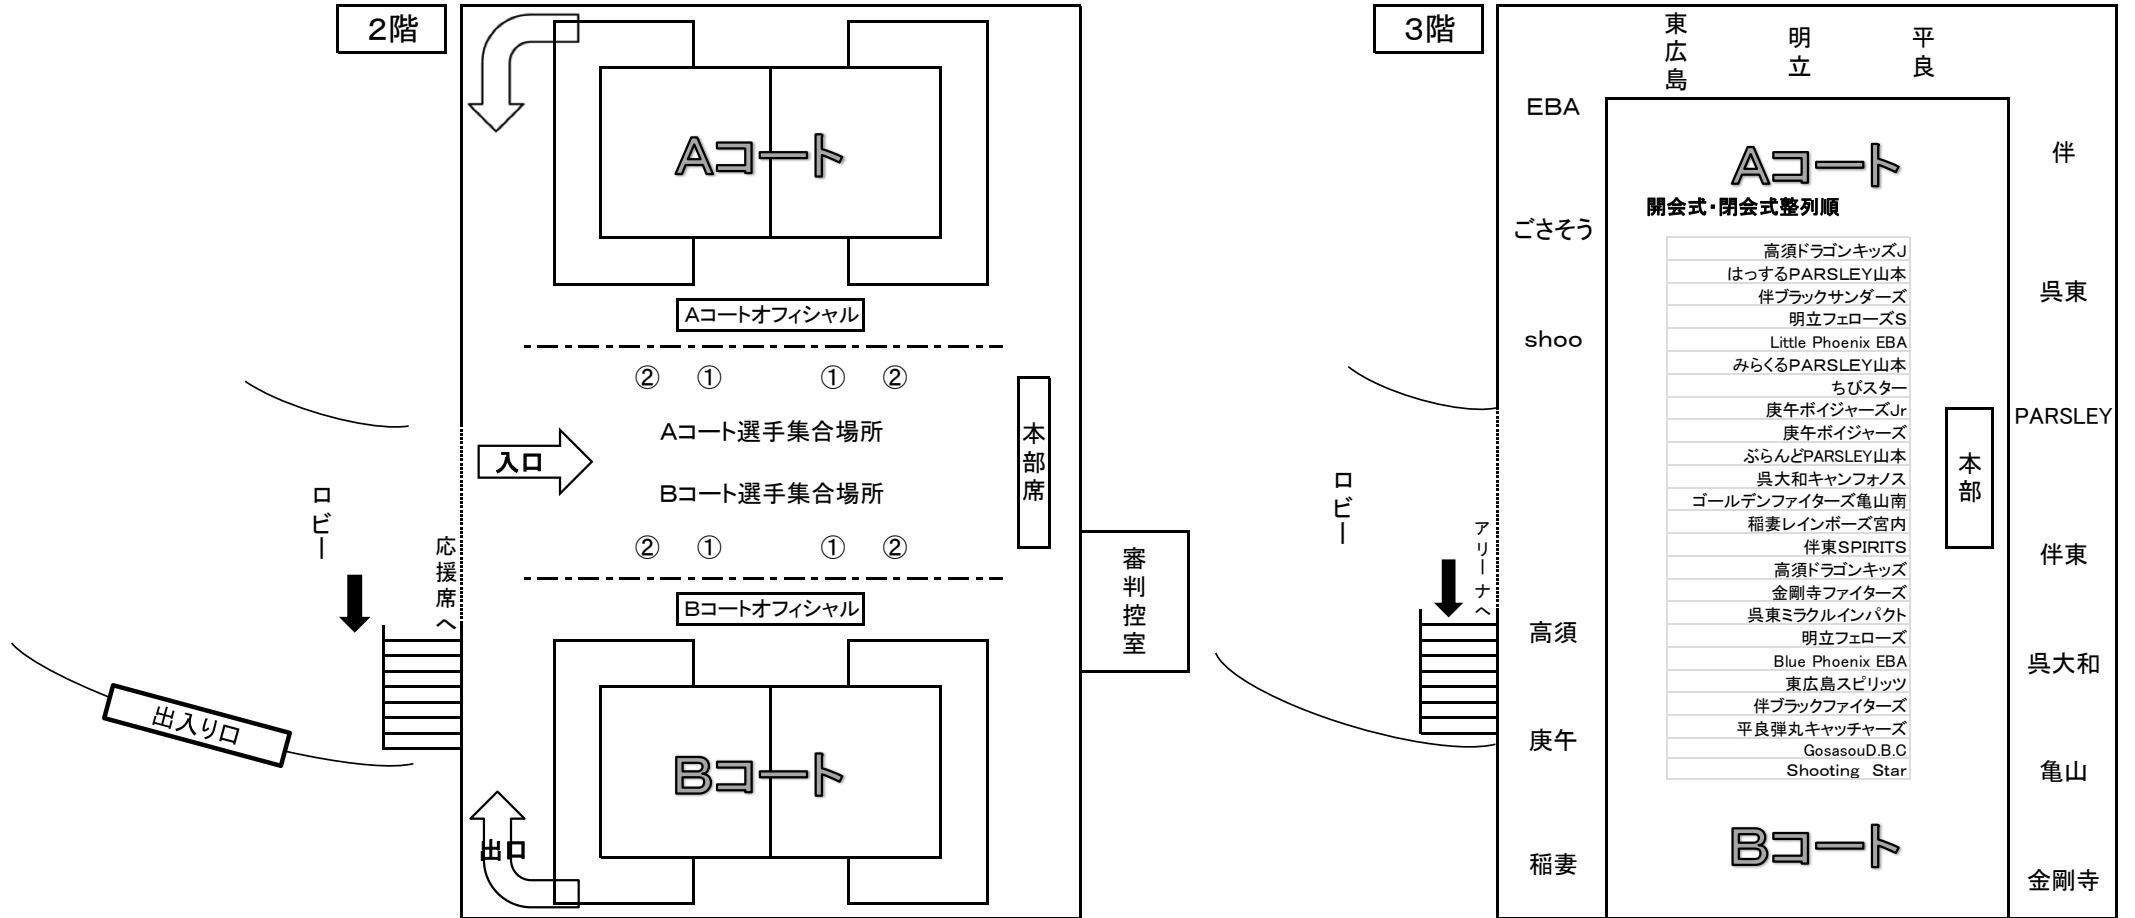 2階
Aコート
Aコートオフィシャル
② ① ① ②
Aコート選手集合場所
入口
Bコート選手集合場所
② ① ① ②
Bコートオフィシャル
本部席
審判控室
ロビー
応援席へ
出入り口
Bコート
出口
3階
東広島
明立
平良
EBA
ごさそう
shoo
高須
庚午
稲妻
ロビー
アリーナへ
Aコート
開会式・閉会式整列順
高須ドラゴンキッズJ
はっするPARSLEY山本
伴ブラックサンダーズ
明立フェローズS
Little Phoenix EBA
みらくるPARSLEY山本
ちびスター
庚午ボイジャーズJr
庚午ボイジャーズ
ぶらんどPARSLEY山本
呉大和キャンフォノス
ゴールデンファイターズ亀山南
稲妻レインボーズ宮内
伴東SPIRITS
高須ドラゴンキッズ
金剛寺ファイターズ
呉東ミラクルインパクト
明立フェローズ
Blue Phoenix EBA
東広島スピリッツ
伴ブラックファイターズ
平良弾丸キャッチャーズ
GosasouD.B.C
Shooting Star
Bコート
本部
伴
呉東
PARSLEY
伴東
呉大和
亀山
金剛寺